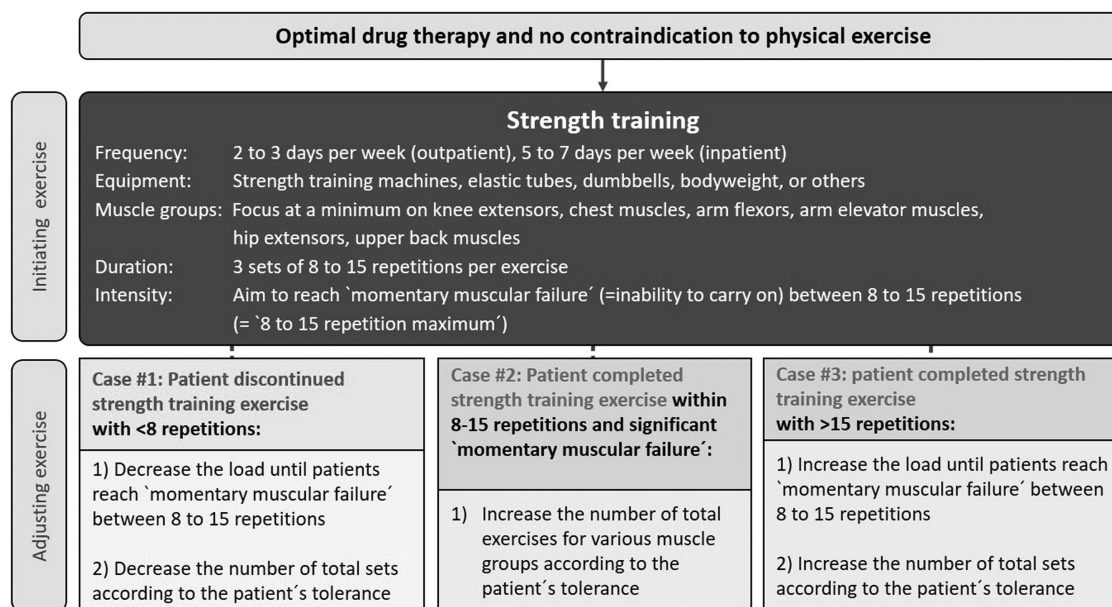 Optimal drug therapy and no contraindication to physical exercise
Initiating exercise
Strength training
Frequency: 2 to 3 days per week (outpatient), 5 to 7 days per week (inpatient)
Equipment: Strength training machines, elastic tubes, dumbbells, bodyweight, or others
Muscle groups: Focus at a minimum on knee extensors, chest muscles, arm flexors, arm elevator muscles,
hip extensors, upper back muscles
Duration: 3 sets of 8 to 15 repetitions per exercise
Intensity: Aim to reach `momentary muscular failure´ (=inability to carry on) between 8 to 15 repetitions
(= `8 to 15 repetition maximum´)
Adjusting exercise
Case #1: Patient discontinued
strength training exercise
with <8 repetitions:
1) Decrease the load until patients
reach `momentary muscular failure´
between 8 to 15 repetitions
2) Decrease the number of total sets
according to the patient´s tolerance
Case #2: Patient completed
strength training exercise within
8-15 repetitions and significant
`momentary muscular failure´:
1) Increase the number of total
exercises for various muscle
groups according to the
patient´s tolerance
Case #3: patient completed strength
training exercise
with >15 repetitions:
1) Increase the load until patients reach
`momentary muscular failure´ between
8 to 15 repetitions
2) Increase the number of total sets
according to the patient´s tolerance